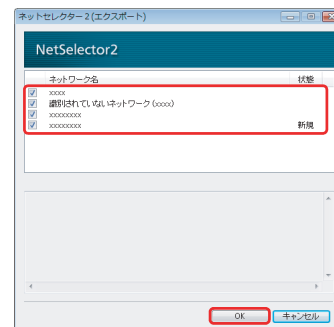 ネットセレクター2(エクスポート)
NetSelector2
ネットワーク名 状態
xxxx
識別されていないネットワーク(xxxx)
xxxxxxxx
xxxxxxxx 新規
OK キャンセル